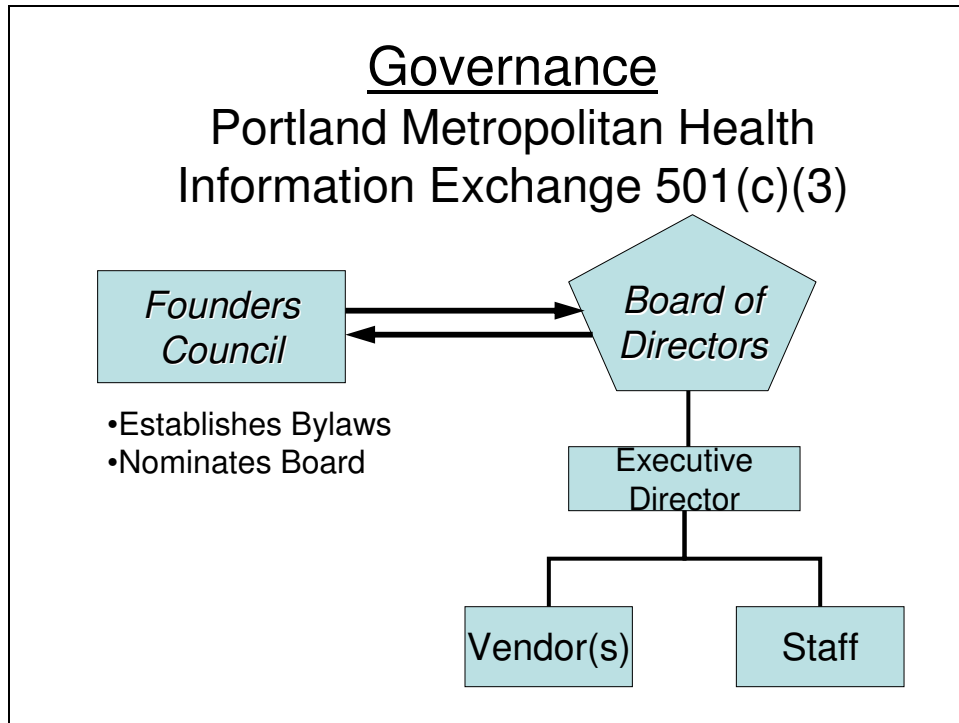 Governance
Portland Metropolitan Health
Information Exchange 501(c)(3)
Founders
Council
Board of
Directors
•Establishes Bylaws
•Nominates Board
Executive
Director
Vendor(s)
Staff